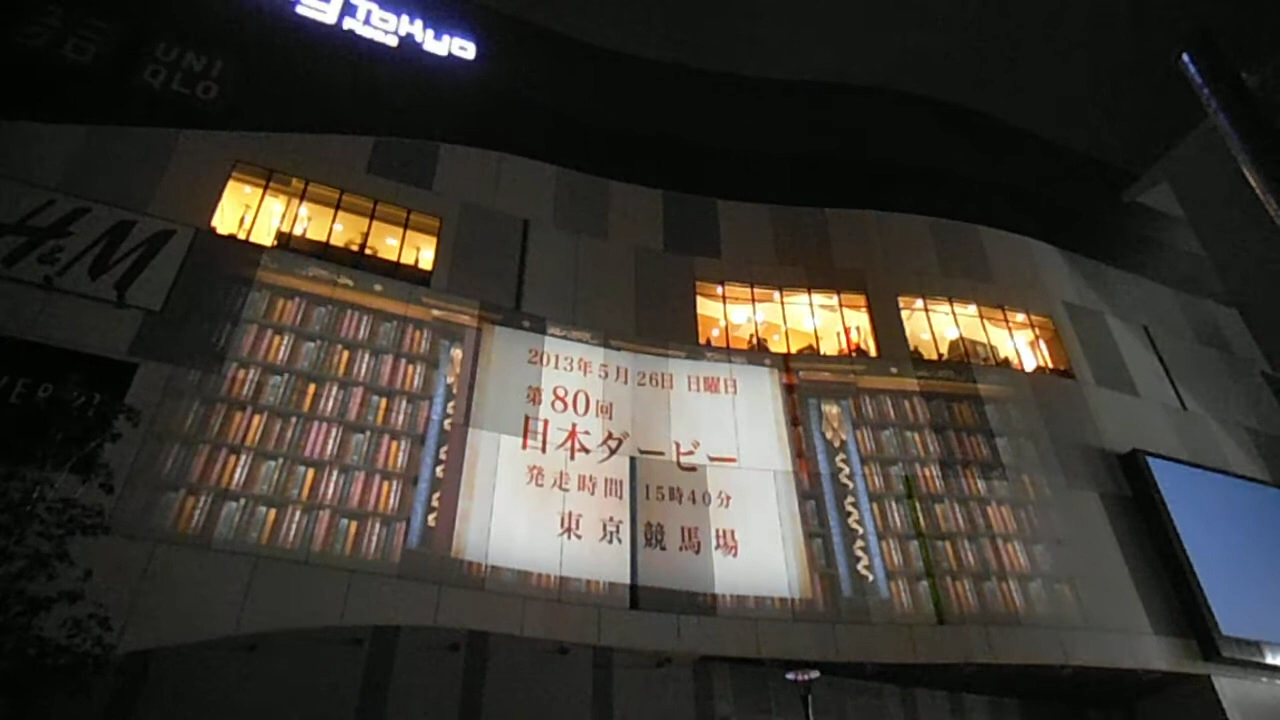 Tokyo
Plaza
UNI
QLO
H&M
2013年5月26日 日曜日
第80回
日本ダービー
発走時間 15時40分
東京競馬場